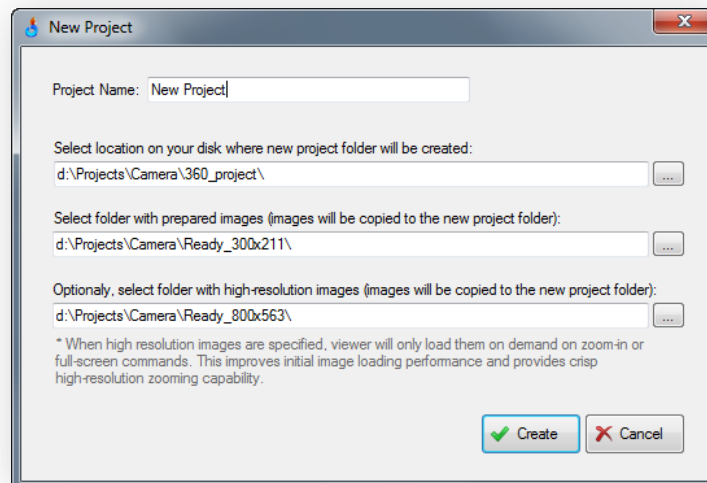 New Project
Project Name: New Project
Select location on your disk where new project folder will be created:
d:\Projects\Camera\360_project\
...
Select folder with prepared images (images will be copied to the new project folder):
d:\Projects\Camera\Ready_300x211\
...
Optionaly, select folder with high-resolution images (images will be copied to the new project folder):
d:\Projects\Camera\Ready_800x563\
...
* When high resolution images are specified, viewer will only load them on demand on zoom-in or
full-screen commands. This improves initial image loading performance and provides crisp
high-resolution zooming capability.
Create Cancel